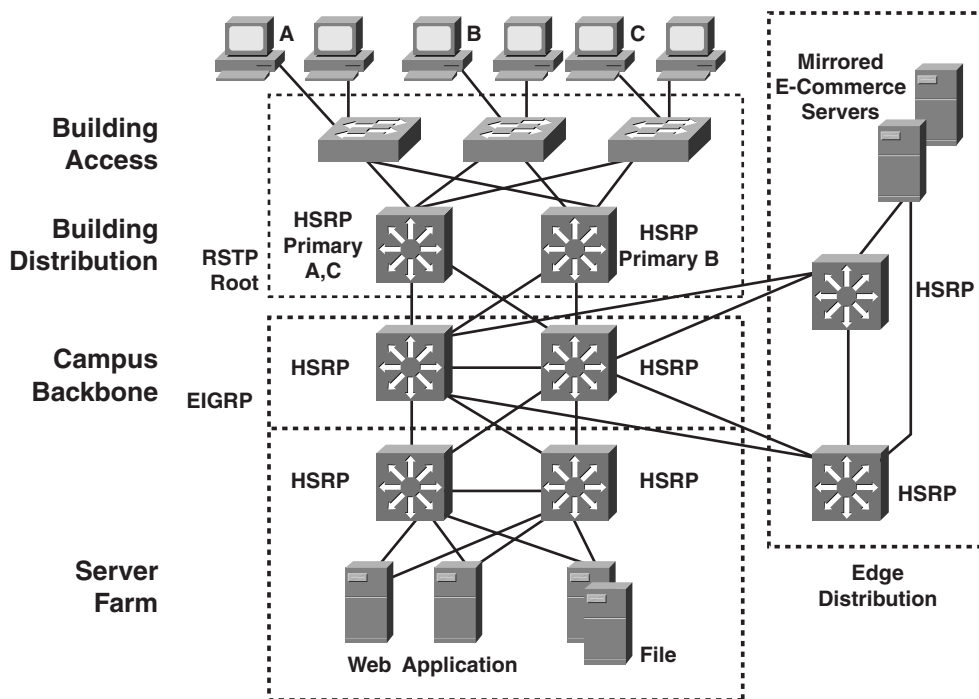 A
B
C
Mirrored
E-Commerce
Servers
Building
Access
Building
Distribution
RSTP
Root
HSRP
Primary
A,C
HSRP
Primary B
HSRP
Campus
Backbone
EIGRP
HSRP
HSRP
HSRP
HSRP
HSRP
Server
Farm
Web
Application
File
Edge
Distribution